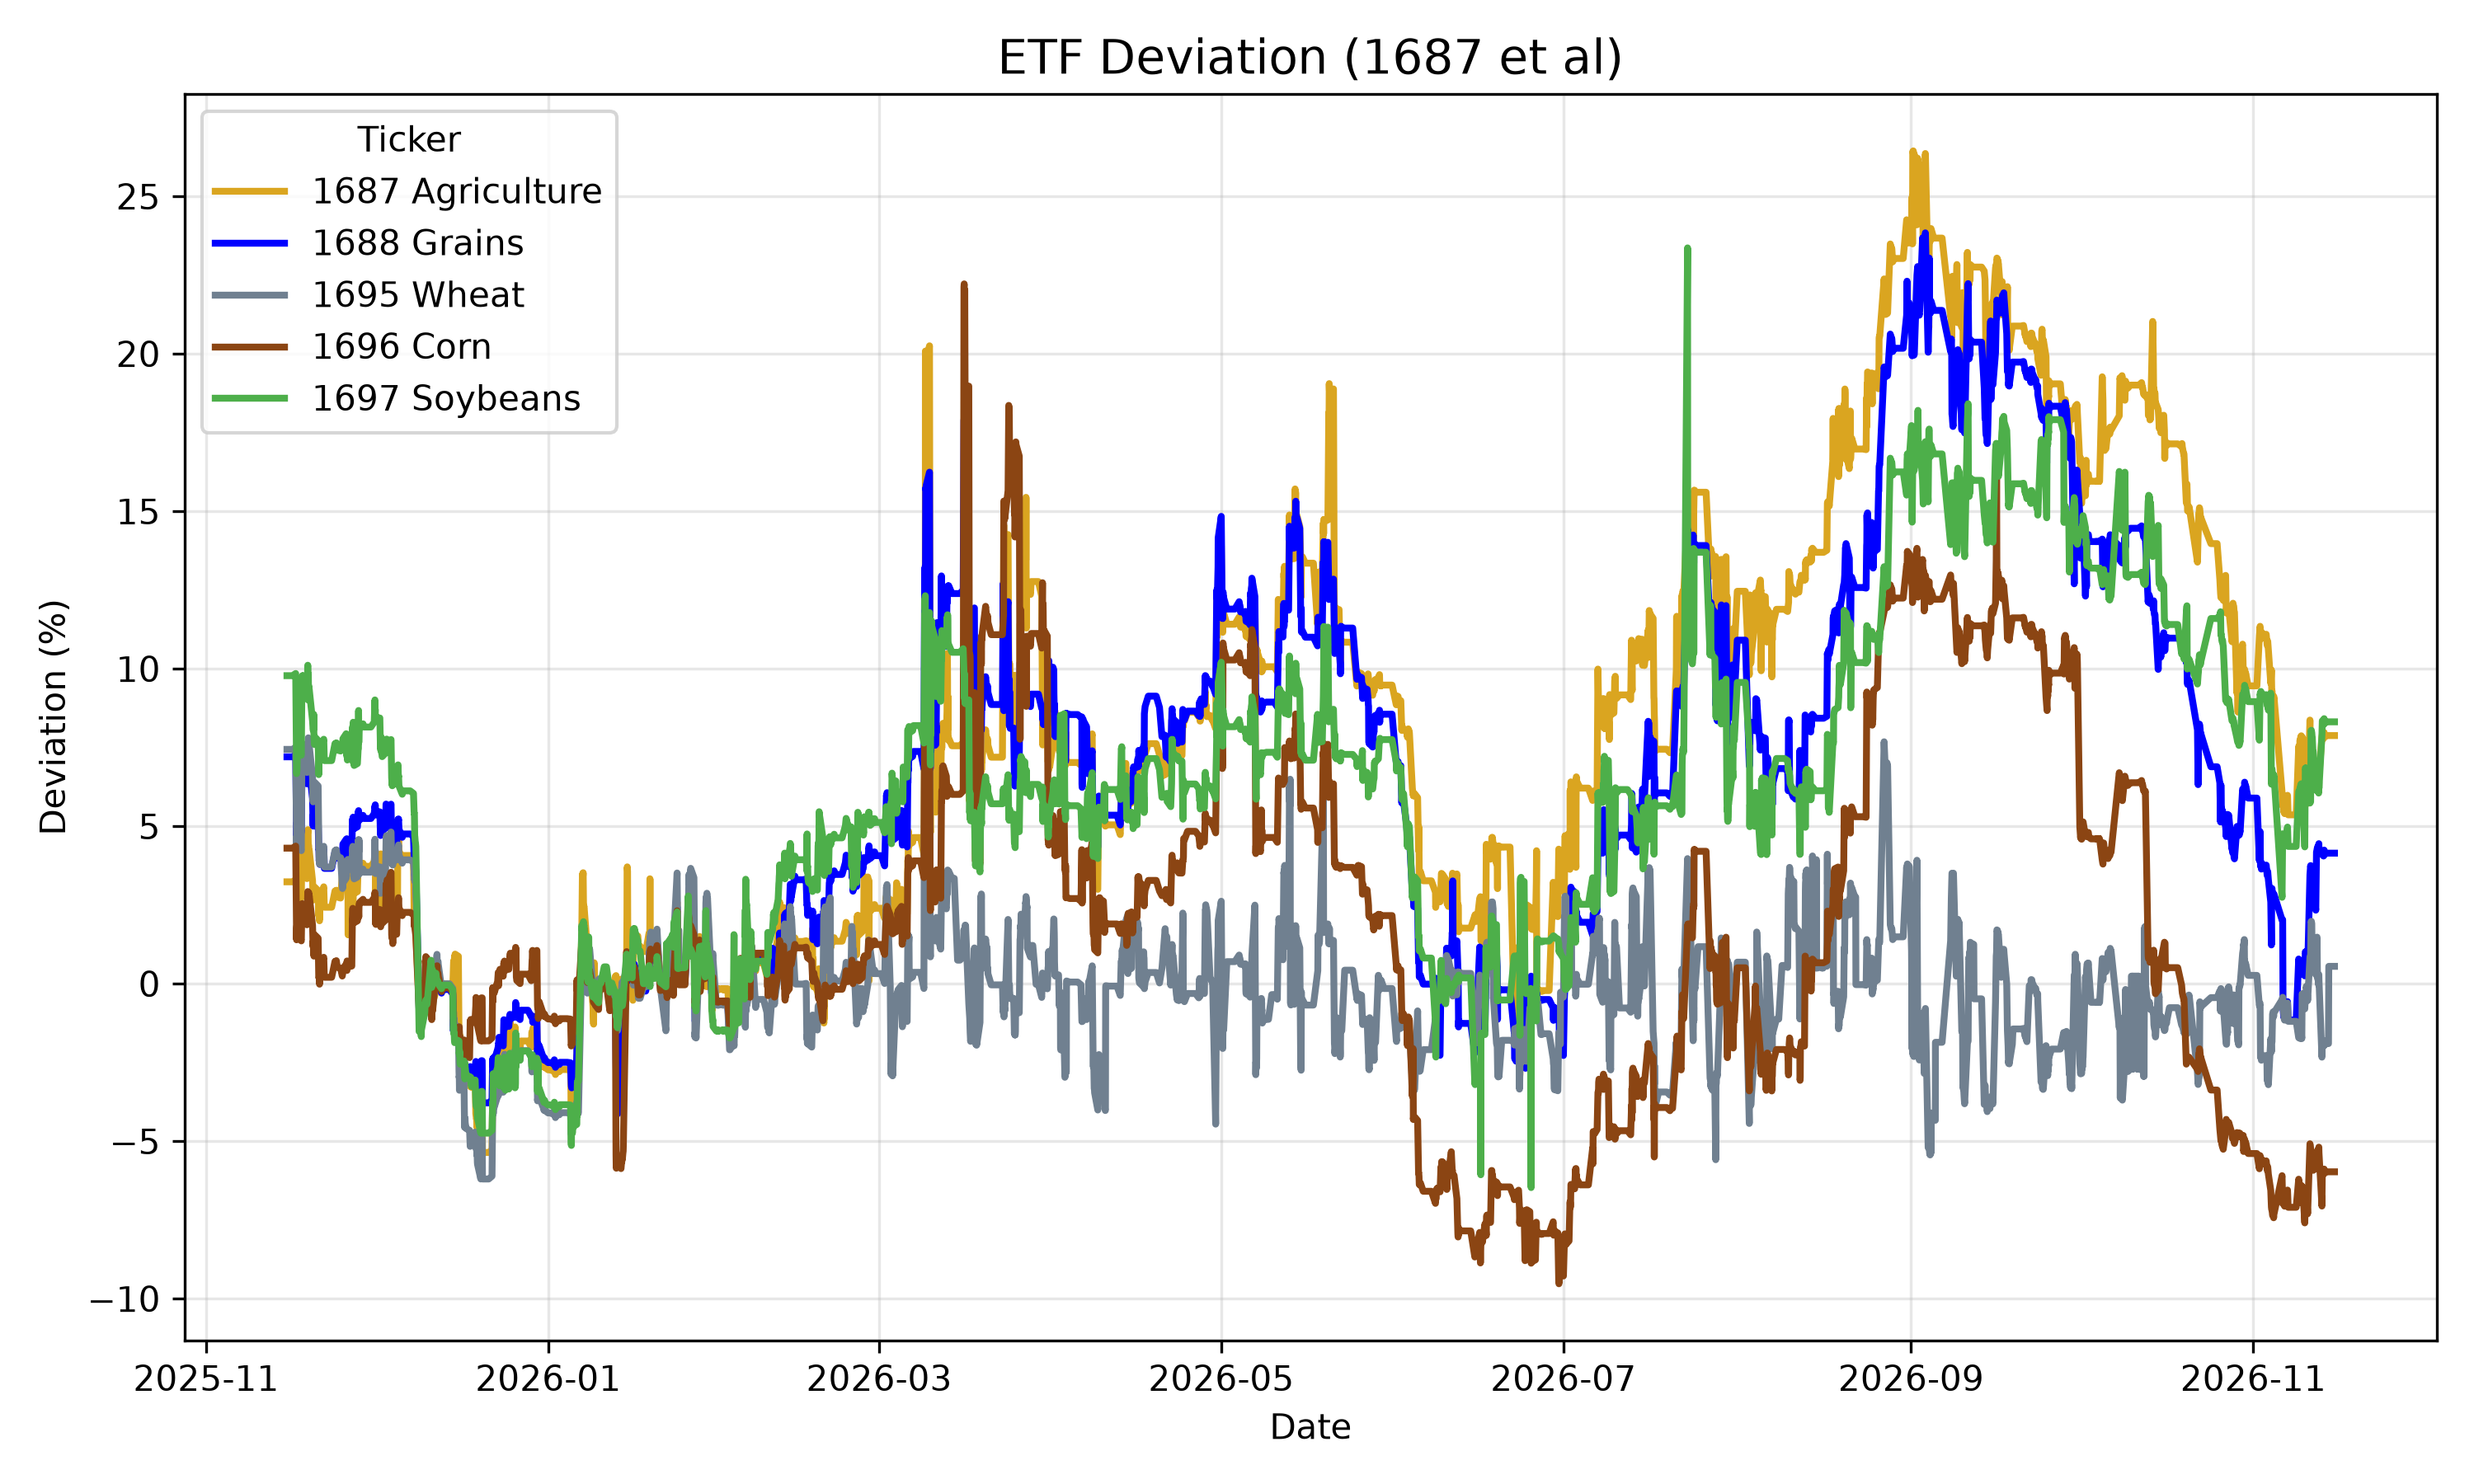 ETF Deviation (1687 et al)
Ticker
1687 Agriculture
1688 Grains
1695 Wheat
1696 Corn
1697 Soybeans
Deviation (%)
25
20
15
10
5
0
−5
−10
2025-11
2026-01
2026-03
2026-05
2026-07
2026-09
2026-11
Date